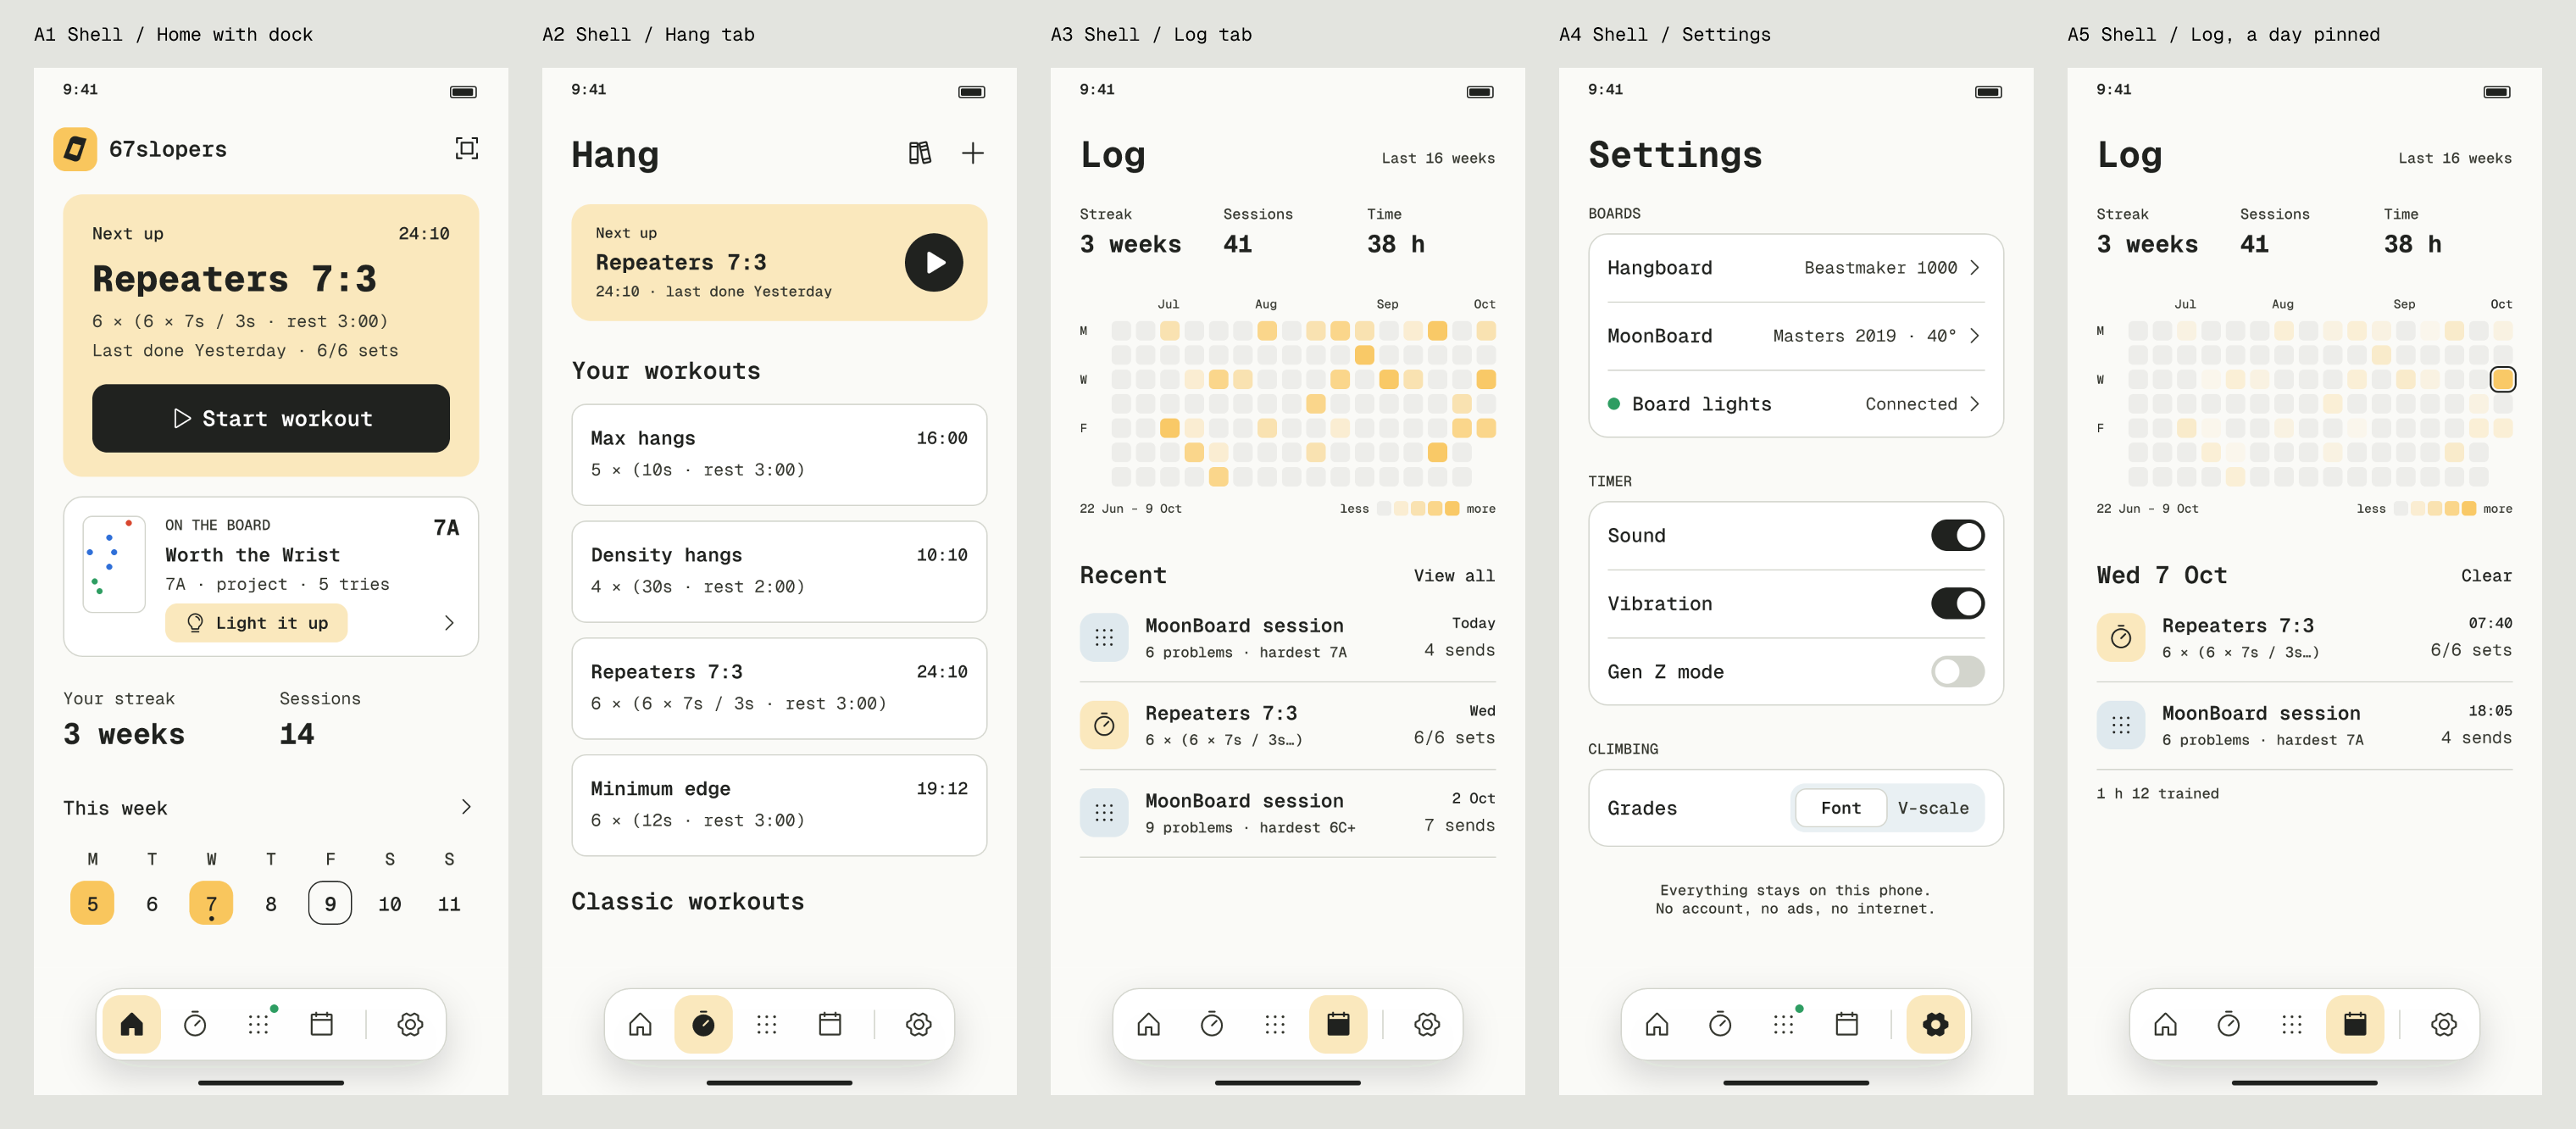 A1 Shell / Home with dock
9:41
67slopers
Next up 24:10
Repeaters 7:3
6 × (6 × 7s / 3s · rest 3:00)
Last done Yesterday · 6/6 sets
Start workout
ON THE BOARD 7A
Worth the Wrist
7A · project · 5 tries
Light it up
Your streak Sessions
3 weeks 14
This week
M T W T F S S
5 6 7 8 9 10 11
A2 Shell / Hang tab
9:41
Hang
Next up
Repeaters 7:3
24:10 · last done Yesterday
Your workouts
Max hangs 16:00
5 × (10s · rest 3:00)
Density hangs 10:10
4 × (30s · rest 2:00)
Repeaters 7:3 24:10
6 × (6 × 7s / 3s · rest 3:00)
Minimum edge 19:12
6 × (12s · rest 3:00)
Classic workouts
A3 Shell / Log tab
9:41
Log Last 16 weeks
Streak Sessions Time
3 weeks 41 38 h
Jul Aug Sep Oct
M
W
F
22 Jun – 9 Oct less more
Recent View all
MoonBoard session Today
6 problems · hardest 7A 4 sends
Repeaters 7:3 Wed
6 × (6 × 7s / 3s…) 6/6 sets
MoonBoard session 2 Oct
9 problems · hardest 6C+ 7 sends
A4 Shell / Settings
9:41
Settings
BOARDS
Hangboard Beastmaker 1000
MoonBoard Masters 2019 · 40°
Board lights Connected
TIMER
Sound
Vibration
Gen Z mode
CLIMBING
Grades Font V-scale
Everything stays on this phone.
No account, no ads, no internet.
A5 Shell / Log, a day pinned
9:41
Log Last 16 weeks
Streak Sessions Time
3 weeks 41 38 h
Jul Aug Sep Oct
M
W
F
22 Jun – 9 Oct less more
Wed 7 Oct Clear
Repeaters 7:3 07:40
6 × (6 × 7s / 3s…) 6/6 sets
MoonBoard session 18:05
6 problems · hardest 7A 4 sends
1 h 12 trained